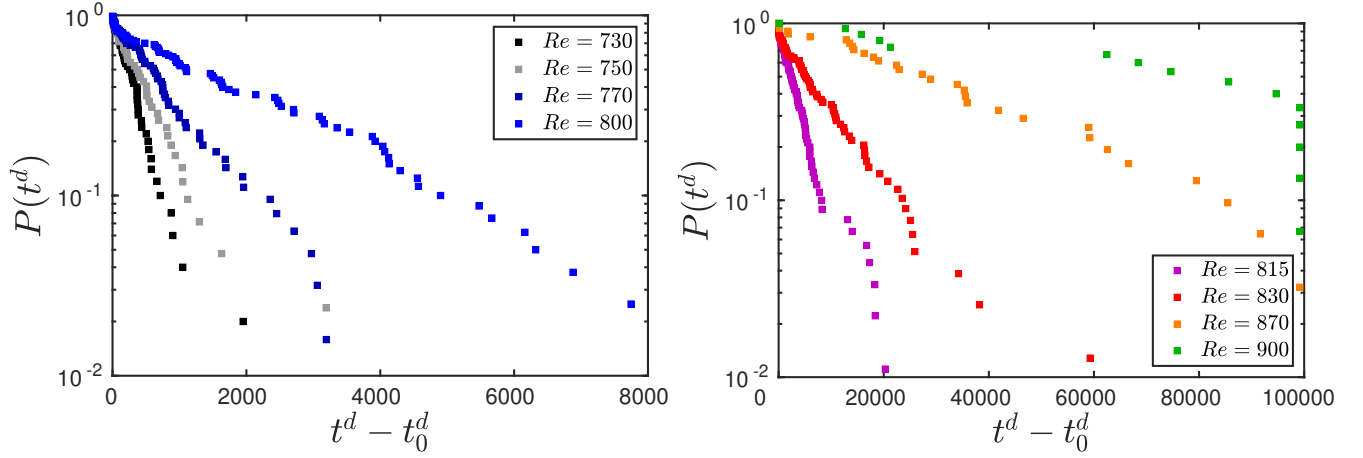 10^0
10^{-1}
10^{-2}
P(t^d)
0
2000
4000
6000
8000
t^d − t_0^d
Re = 730
Re = 750
Re = 770
Re = 800
10^0
10^{-1}
10^{-2}
P(t^d)
0
20000
40000
60000
80000
100000
t^d − t_0^d
Re = 815
Re = 830
Re = 870
Re = 900